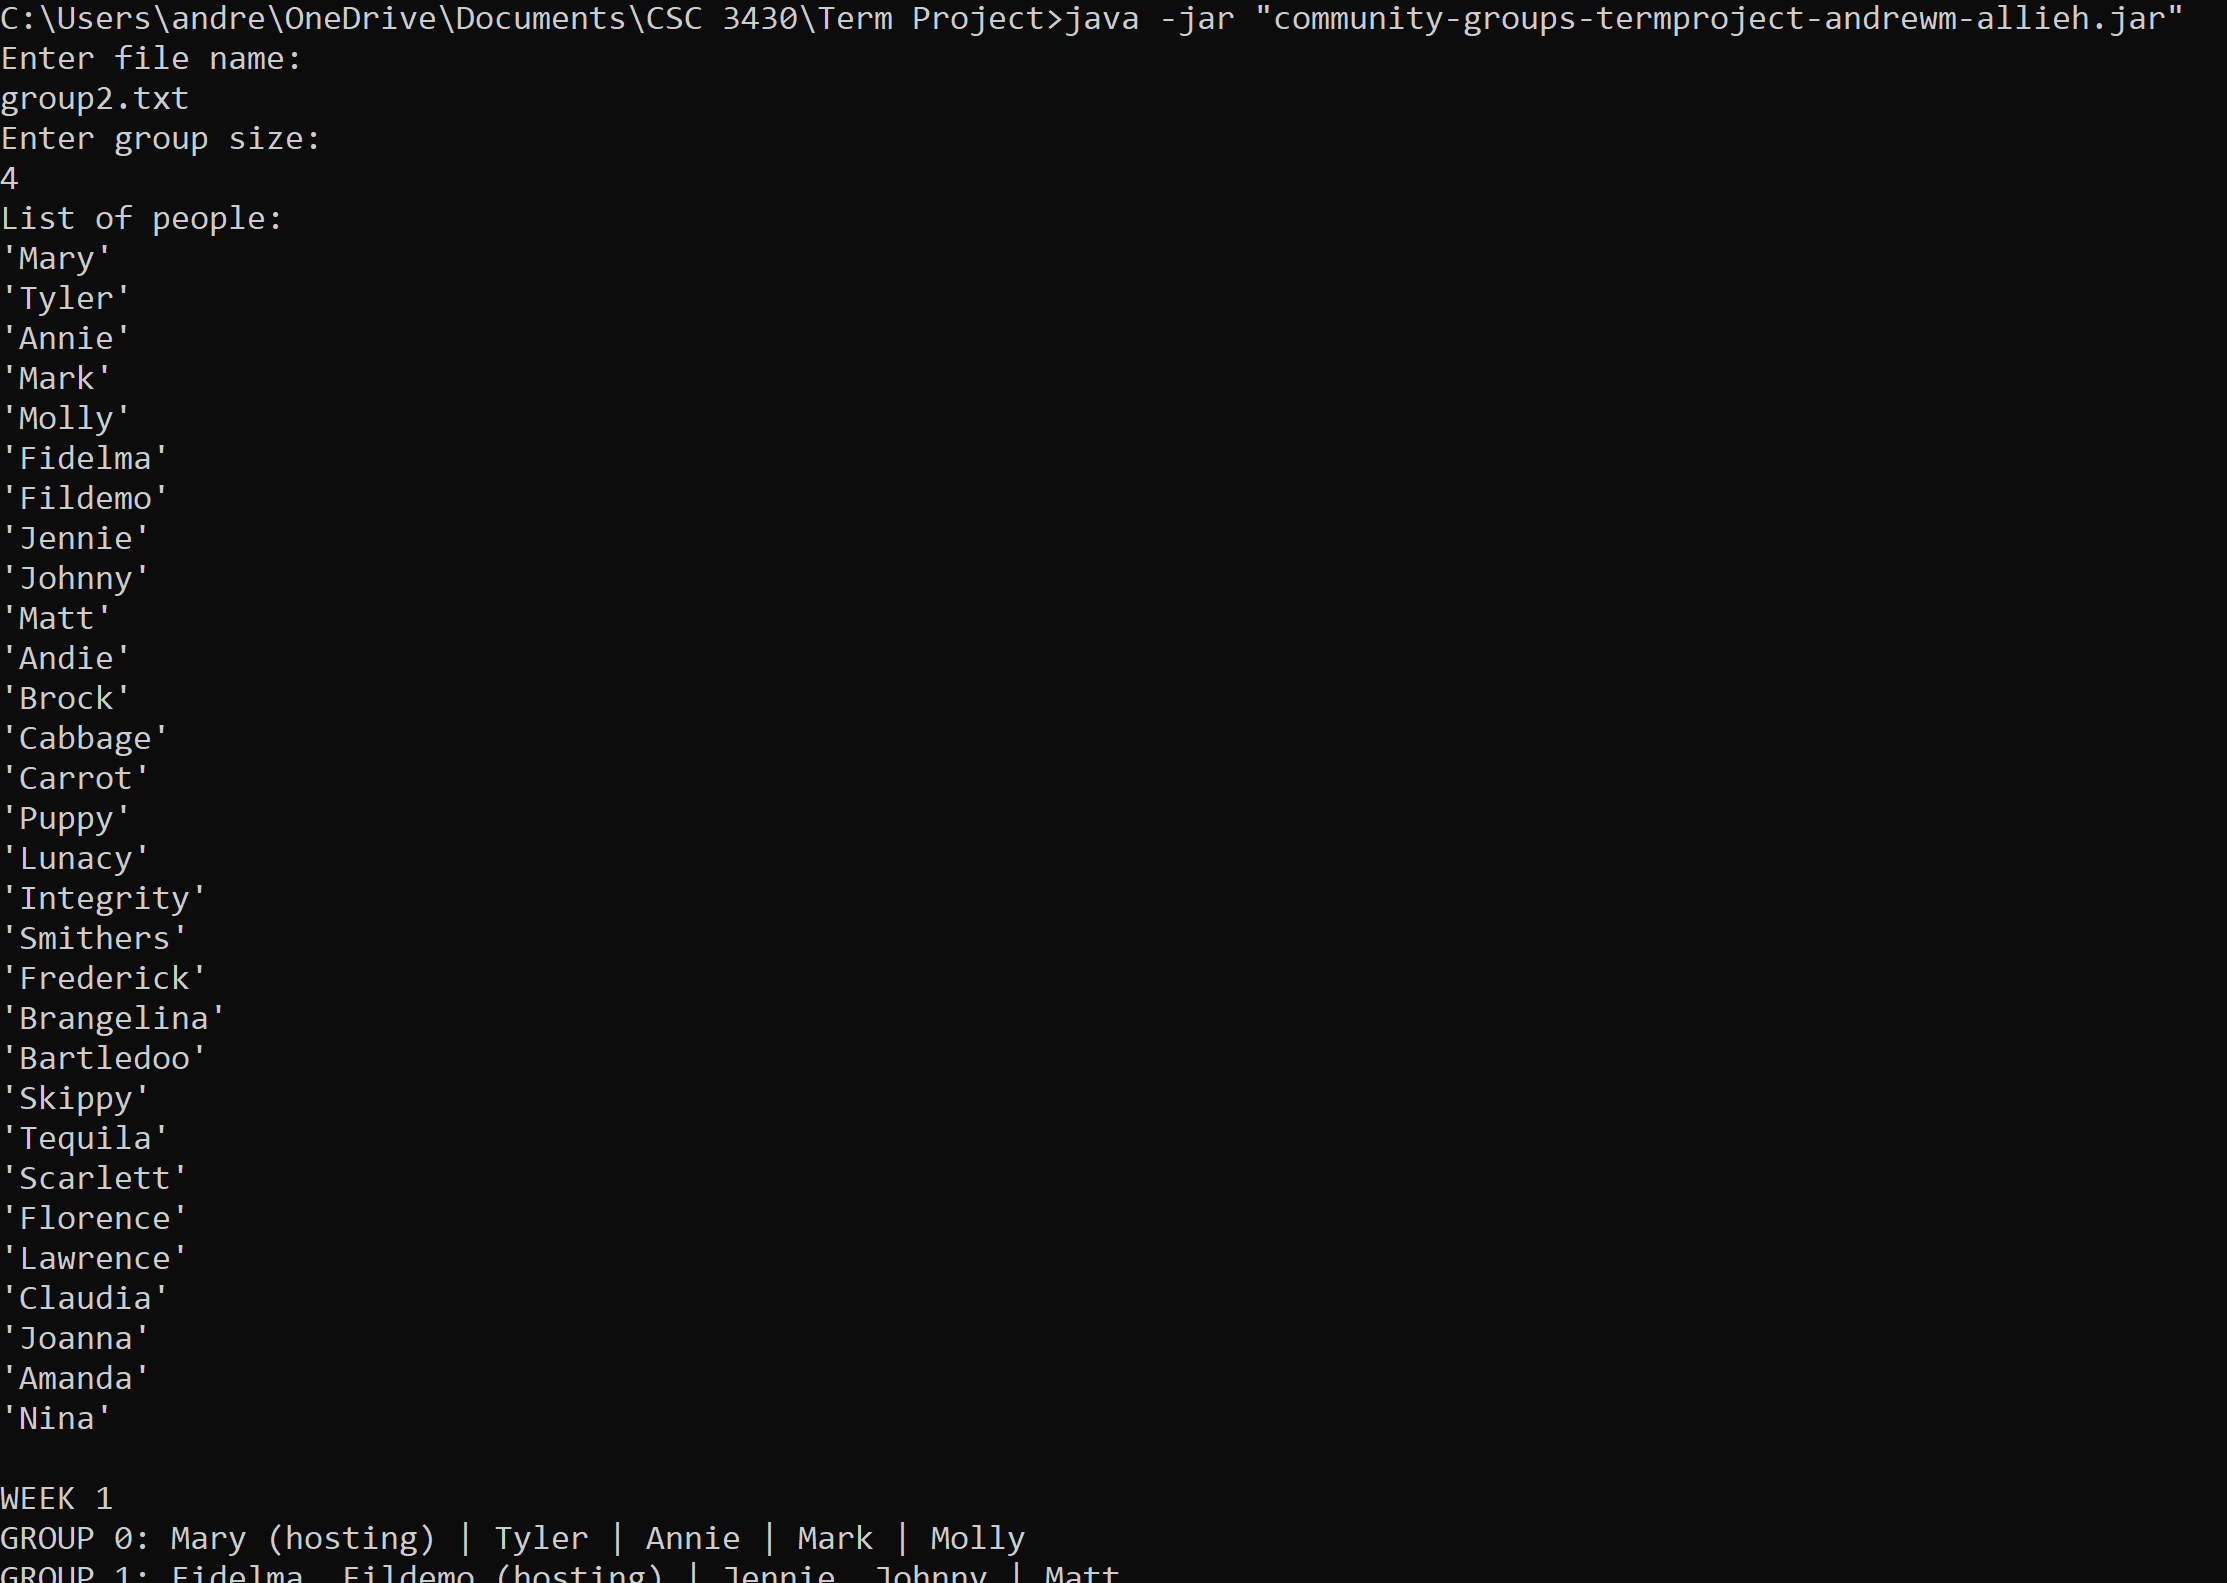 C:\Users\andre\OneDrive\Documents\CSC 3430\Term Project>java -jar "community-groups-termproject-andrewm-allieh.jar"
Enter file name:
group2.txt
Enter group size:
4
List of people:
'Mary'
'Tyler'
'Annie'
'Mark'
'Molly'
'Fidelma'
'Fildemo'
'Jennie'
'Johnny'
'Matt'
'Andie'
'Brock'
'Cabbage'
'Carrot'
'Puppy'
'Lunacy'
'Integrity'
'Smithers'
'Frederick'
'Brangelina'
'Bartledoo'
'Skippy'
'Tequila'
'Scarlett'
'Florence'
'Lawrence'
'Claudia'
'Joanna'
'Amanda'
'Nina'
WEEK 1
GROUP 0: Mary (hosting) | Tyler | Annie | Mark | Molly
GROUP 1: Fidelma, Fildemo (hosting) | Jennie, Johnny | Matt